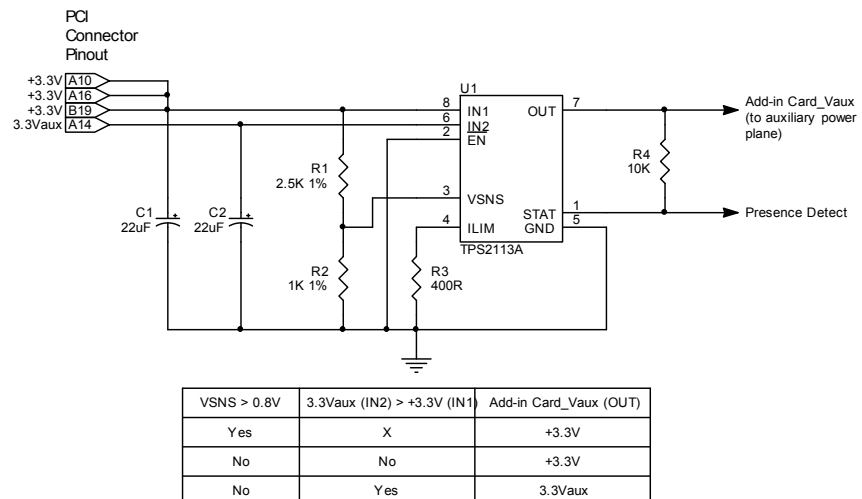 PCI
Connector
Pinout
+3.3V A10
+3.3V A16
+3.3V B19
3.3Vaux A14
U1
8 IN1
6 IN2
2 EN
3 VSNS
4 ILIM
OUT 7
STAT 1
GND 5
TPS2113A
R1
2.5K 1%
R2
1K 1%
R3
400R
R4
10K
C1
22uF
+
C2
22uF
+
Add-in Card_Vaux
(to auxiliary power
plane)
Presence Detect
VSNS > 0.8V 3.3Vaux (IN2) > +3.3V (IN1) Add-in Card_Vaux (OUT)
Yes X +3.3V
No No +3.3V
No Yes 3.3Vaux